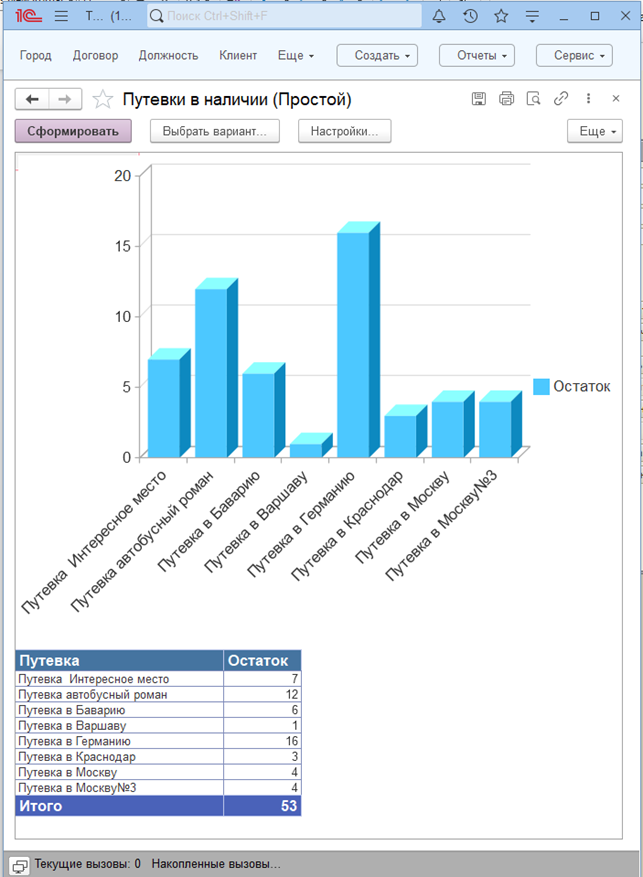 1С Т... (1... Поиск Ctrl+Shift+F
Город Договор Должность Клиент Еще Создать Отчеты Сервис
Путевки в наличии (Простой)
Сформировать Выбрать вариант... Настройки... Еще
20
15
10
5
0
Остаток
Путевка  Интересное место
Путевка автобусный роман
Путевка в Баварию
Путевка в Варшаву
Путевка в Германию
Путевка в Краснодар
Путевка в Москву
Путевка в Москву№3
Путевка Остаток
Путевка  Интересное место 7
Путевка автобусный роман 12
Путевка в Баварию 6
Путевка в Варшаву 1
Путевка в Германию 16
Путевка в Краснодар 3
Путевка в Москву 4
Путевка в Москву№3 4
Итого 53
Текущие вызовы: 0 Накопленные вызовы...